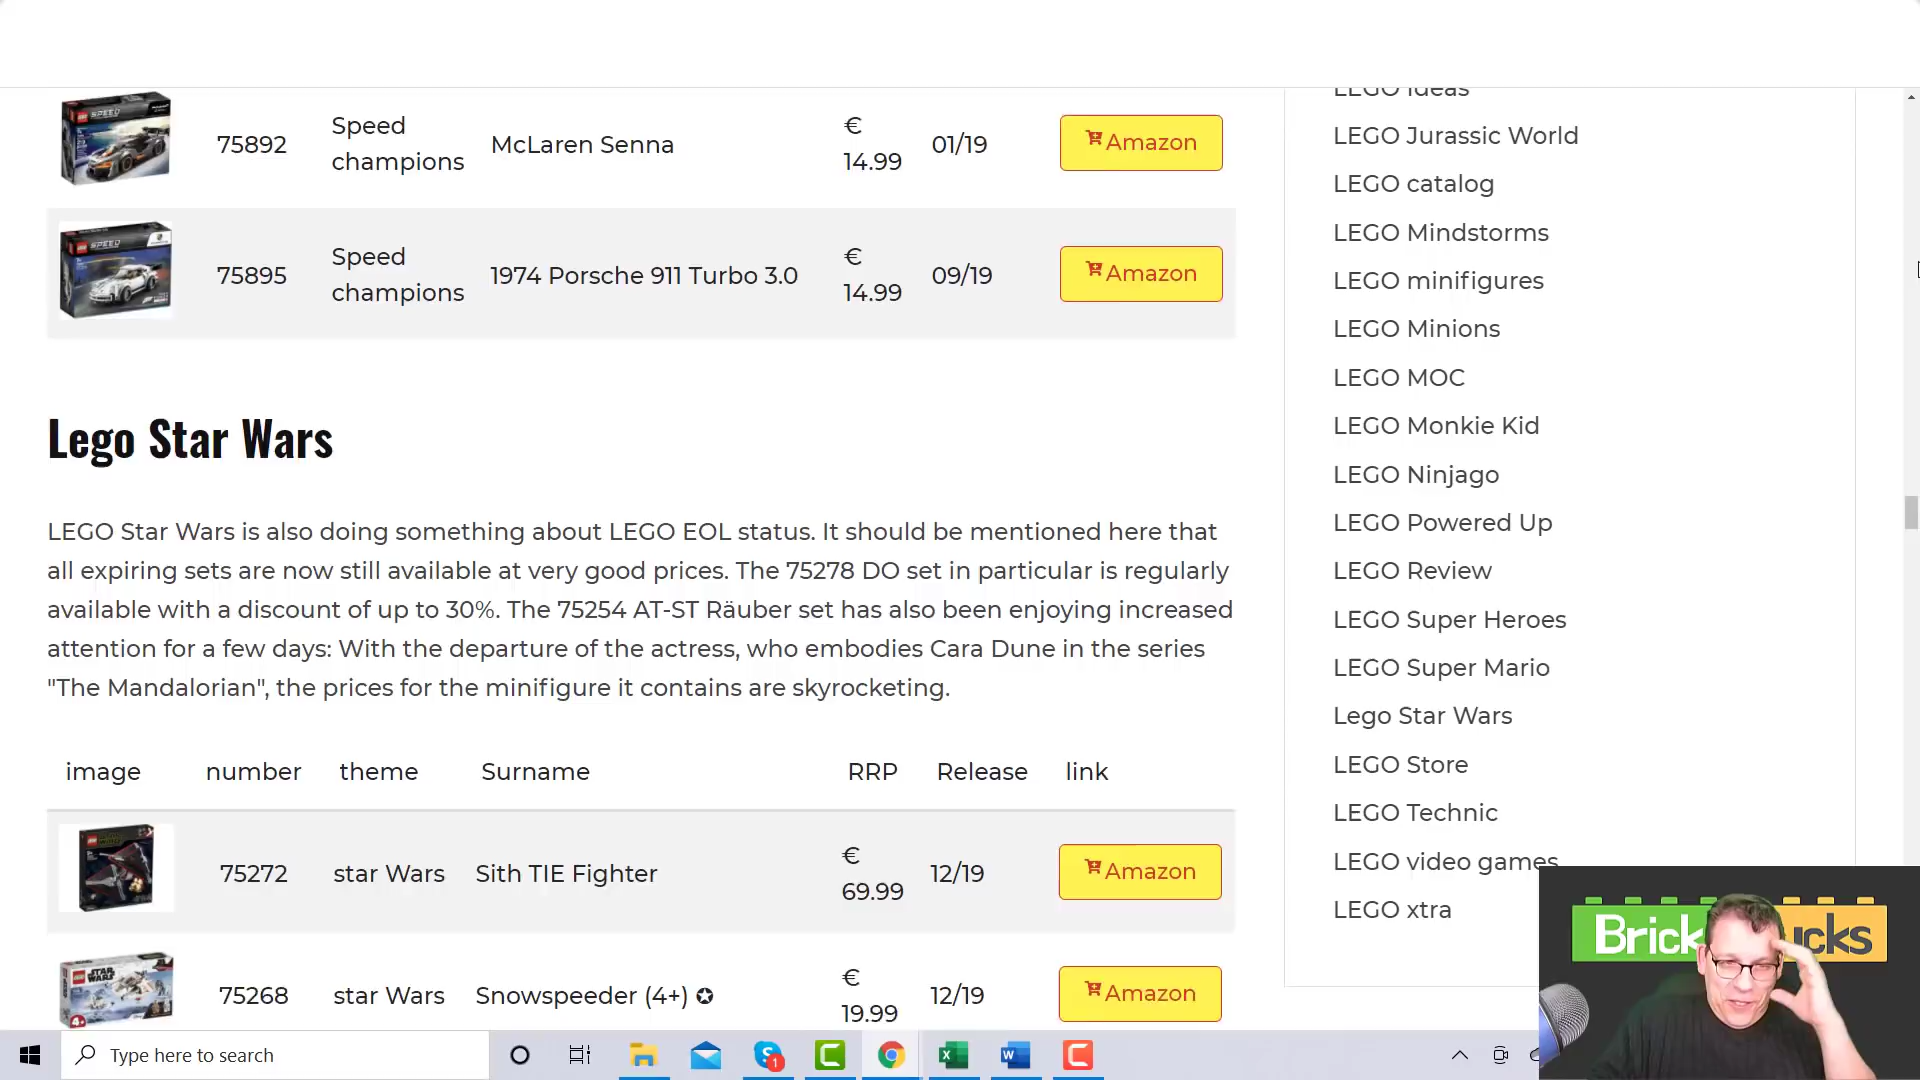 75892
Speed
champions
McLaren Senna
€
14.99
01/19
Amazon
75895
Speed
champions
1974 Porsche 911 Turbo 3.0
€
14.99
09/19
Amazon
Lego Star Wars
LEGO Star Wars is also doing something about LEGO EOL status. It should be mentioned here that
all expiring sets are now still available at very good prices. The 75278 DO set in particular is regularly
available with a discount of up to 30%. The 75254 AT-ST Räuber set has also been enjoying increased
attention for a few days: With the departure of the actress, who embodies Cara Dune in the series
"The Mandalorian", the prices for the minifigure it contains are skyrocketing.
image number theme Surname RRP Release link
75272
star Wars
Sith TIE Fighter
€
69.99
12/19
Amazon
75268
star Wars
Snowspeeder (4+)
€
19.99
12/19
Amazon
LEGO Ideas
LEGO Jurassic World
LEGO catalog
LEGO Mindstorms
LEGO minifigures
LEGO Minions
LEGO MOC
LEGO Monkie Kid
LEGO Ninjago
LEGO Powered Up
LEGO Review
LEGO Super Heroes
LEGO Super Mario
Lego Star Wars
LEGO Store
LEGO Technic
LEGO video games
LEGO xtra
Brick ucks
Type here to search